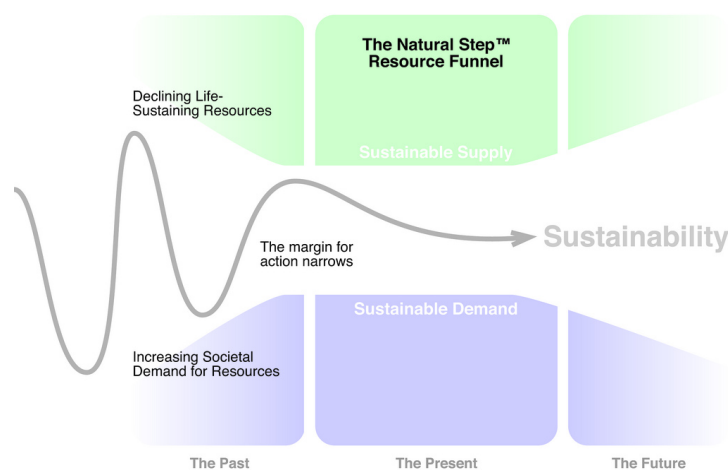 The Natural Step™
Resource Funnel
Declining Life-
Sustaining Resources
Sustainable Supply
The margin for
action narrows
Sustainability
Sustainable Demand
Increasing Societal
Demand for Resources
The Past
The Present
The Future